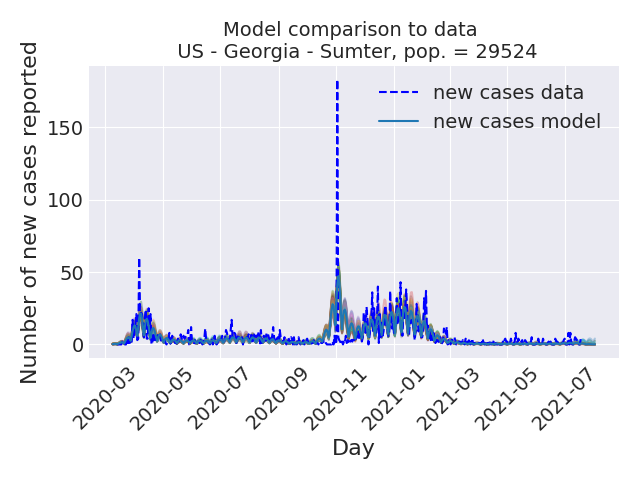 Model comparison to data
US - Georgia - Sumter, pop. = 29524
new cases data
new cases model
Number of new cases reported
150
100
50
0
2020-03
2020-05
2020-07
2020-09
2020-11
2021-01
2021-03
2021-05
2021-07
Day